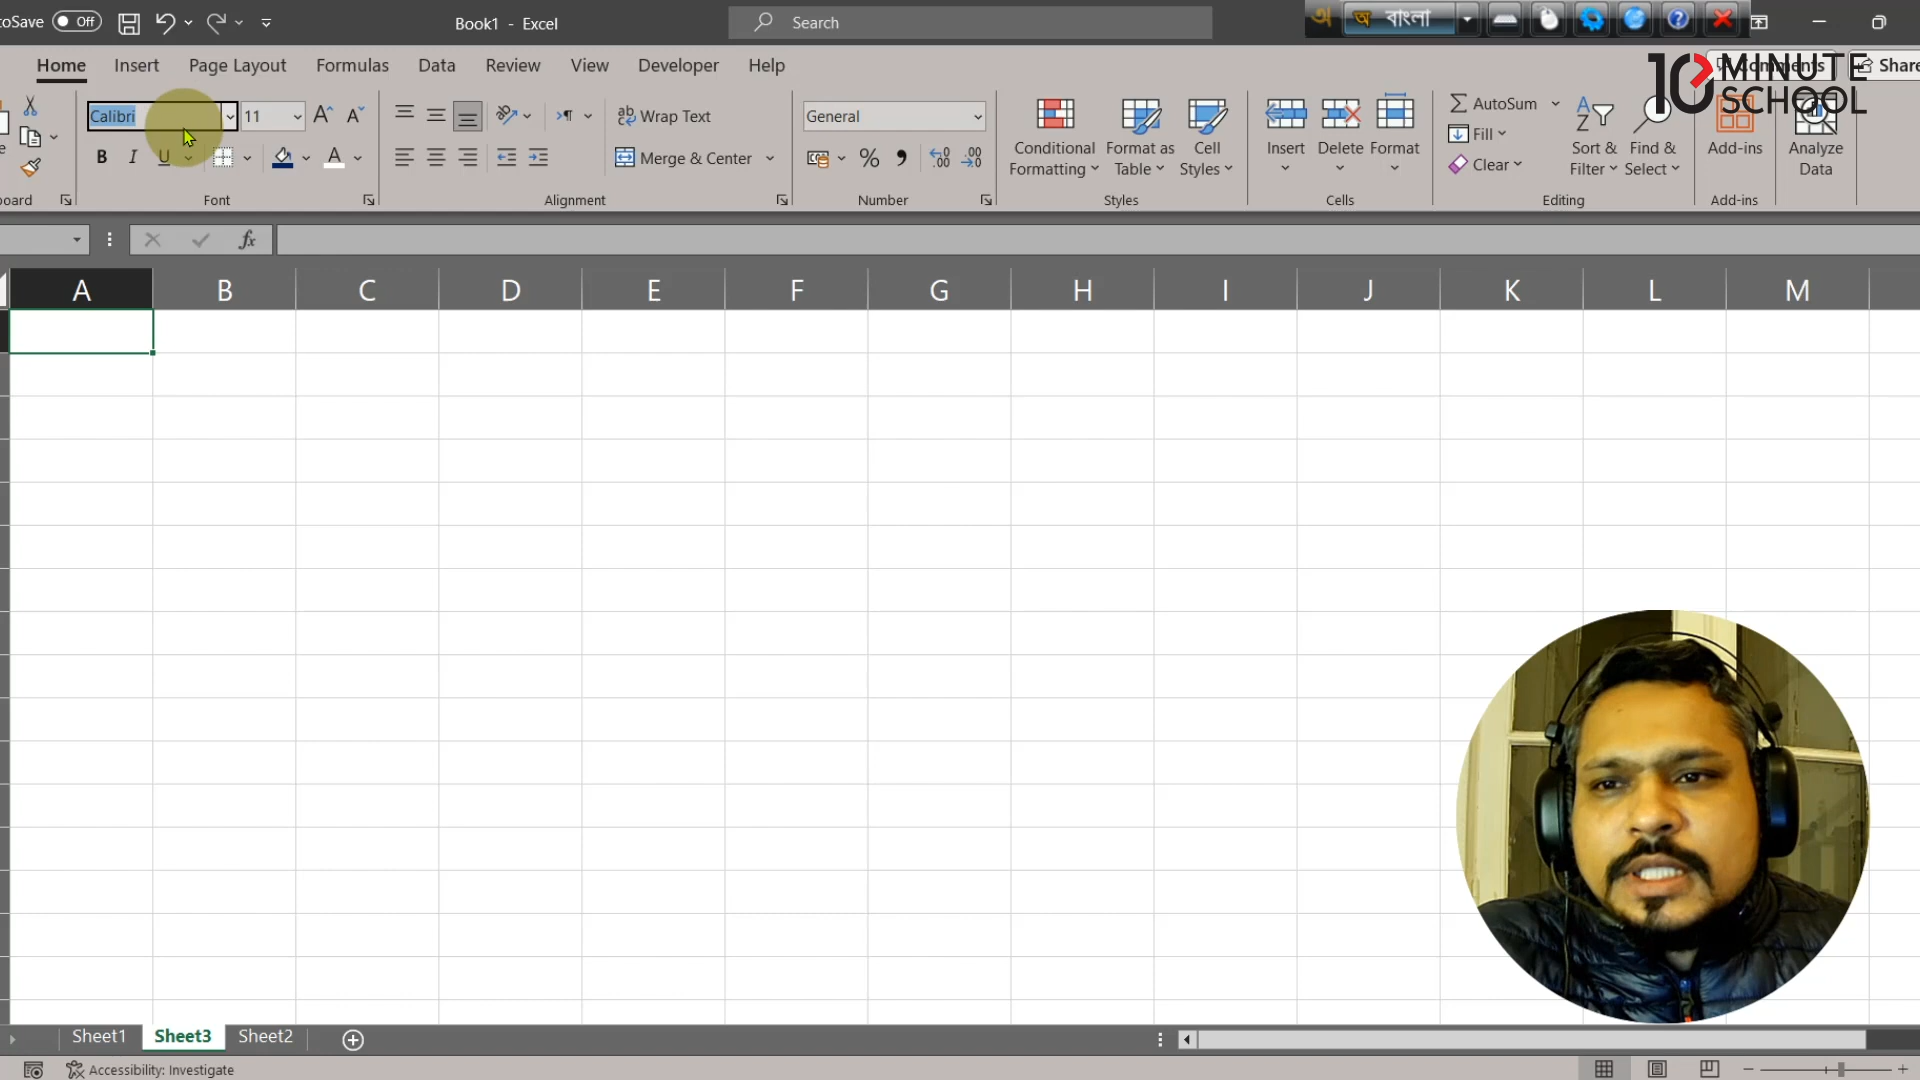 oSave Off Book1 - Excel Search অ বাংলা
Home Insert Page Layout Formulas Data Review View Developer Help Comments Share
10 MINUTE SCHOOL
Calibri 11 Wrap Text General AutoSum
Fill
B I U A Merge & Center % Clear
Conditional Formatting Format as Table Cell Styles Insert Delete Format Sort & Filter Find & Select Add-ins Analyze Data
board Font Alignment Number Styles Cells Editing Add-ins
fx
A B C D E F G H I J K L M
Sheet1 Sheet3 Sheet2
Accessibility: Investigate